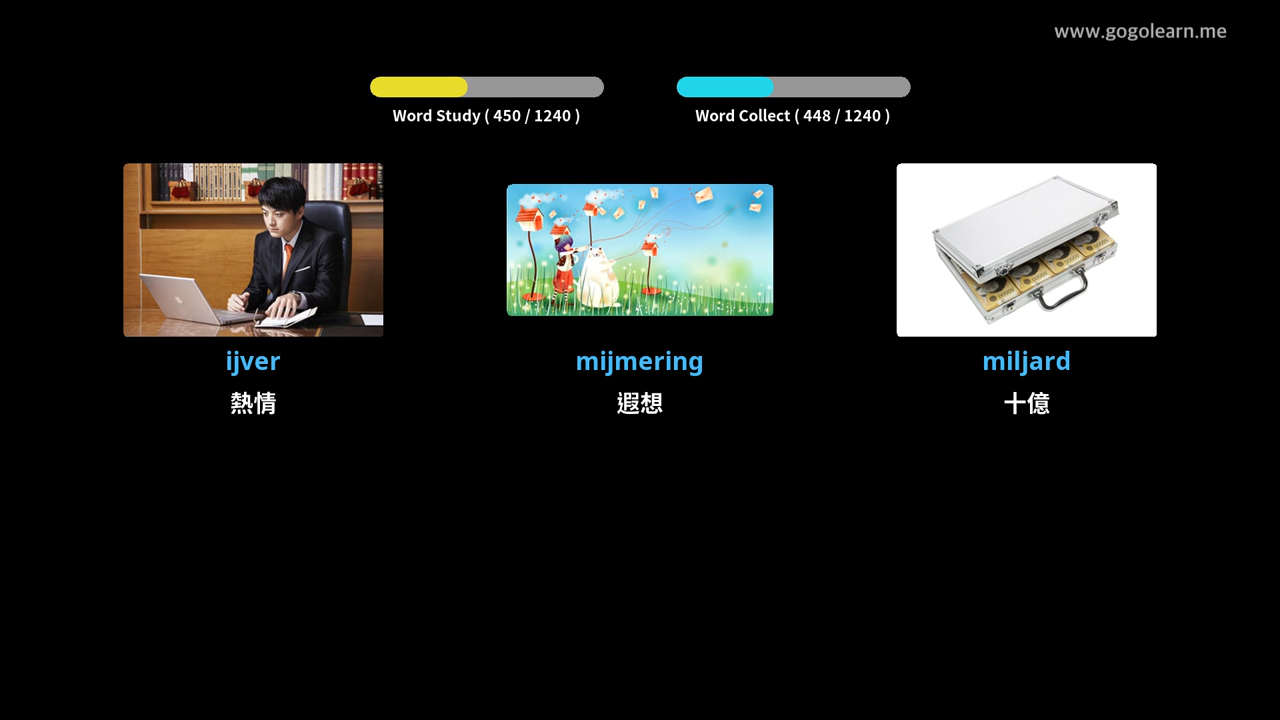 www.gogolearn.me
Word Study ( 450 / 1240 )
Word Collect ( 448 / 1240 )
ijver
mijmering
miljard
熱情
遐想
十億